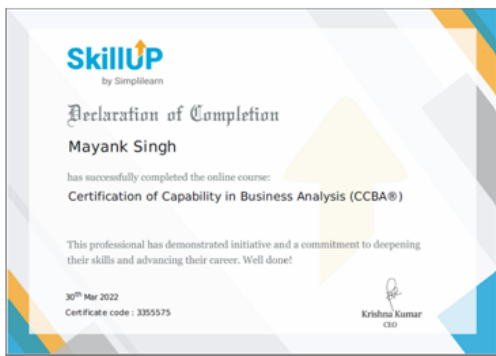 SkillUP
by Simplilearn
Declaration of Completion
Mayank Singh
has successfully completed the online course:
Certification of Capability in Business Analysis (CCBA®)
This professional has demonstrated initiative and a commitment to deepening
their skills and advancing their career. Well done!
30th Mar 2022
Certificate code : 3355575
Krishna Kumar
CEO